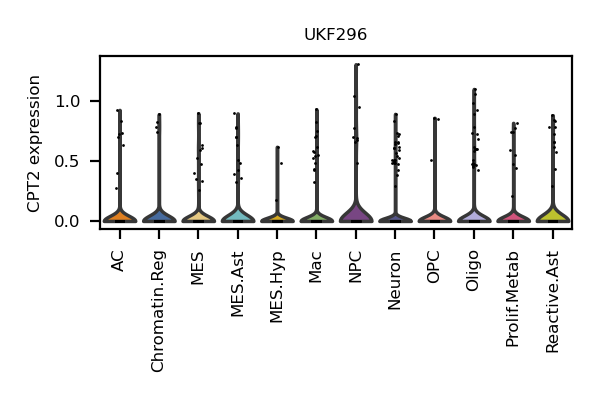 UKF296
CPT2 expression
1.0
0.5
0.0
AC
Chromatin.Reg
MES
MES.Ast
MES.Hyp
Mac
NPC
Neuron
OPC
Oligo
Prolif.Metab
Reactive.Ast